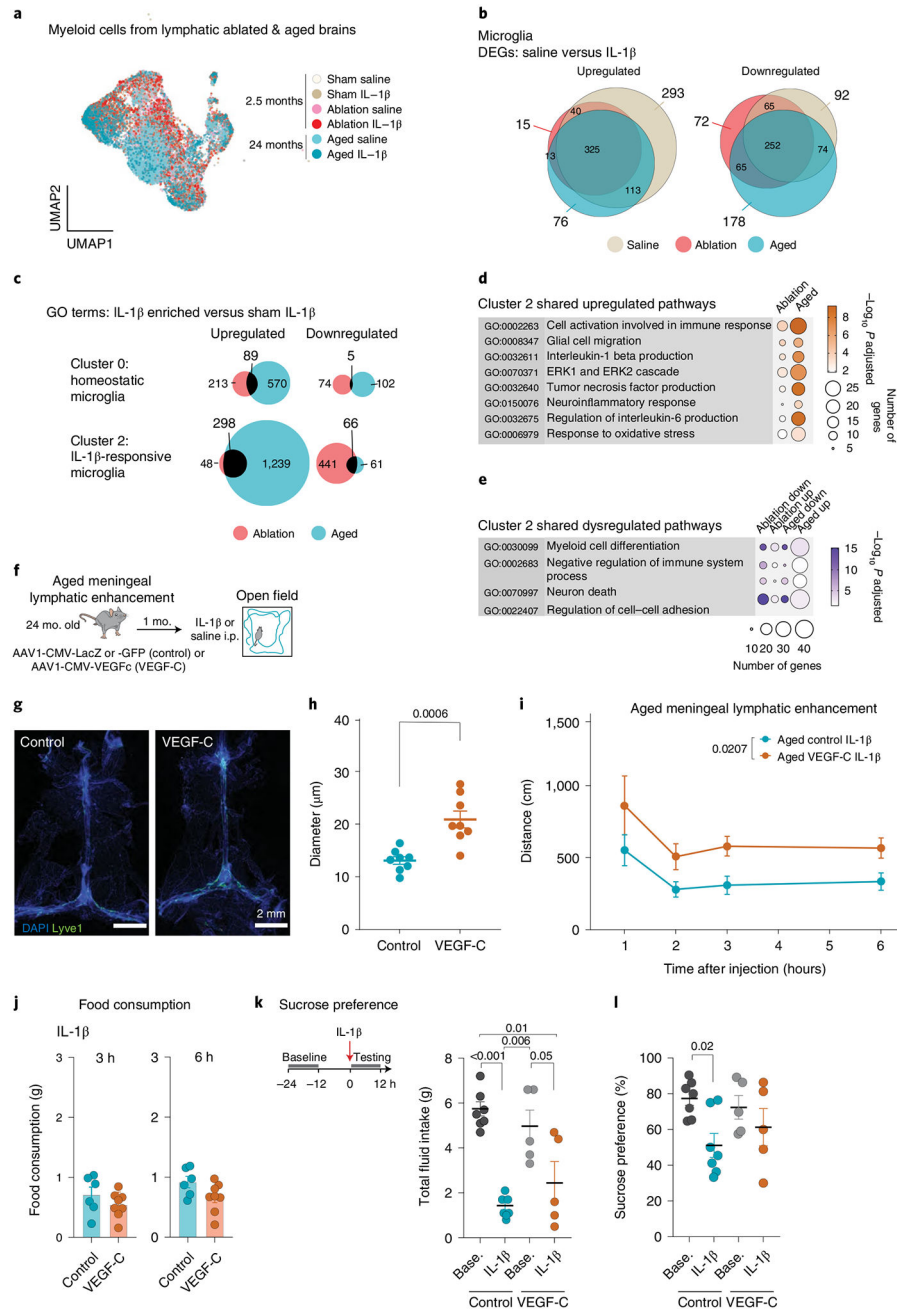 a
Myeloid cells from lymphatic ablated & aged brains
2.5 months
24 months
Sham saline
Sham IL–1β
Ablation saline
Ablation IL–1β
Aged saline
Aged IL–1β
UMAP2
UMAP1
b
Microglia
DEGs: saline versus IL-1β
Upregulated
Downregulated
293
40
15
325
13
113
76
92
65
72
252
74
65
178
Saline
Ablation
Aged
c
GO terms: IL-1β enriched versus sham IL-1β
Upregulated
Downregulated
Cluster 0:
homeostatic
microglia
89
213
570
5
74
102
Cluster 2:
IL-1β-responsive
microglia
298
48
1,239
66
441
61
Ablation
Aged
d
Cluster 2 shared upregulated pathways
Ablation
Aged
GO:0002263 Cell activation involved in immune response
GO:0008347 Glial cell migration
GO:0032611 Interleukin-1 beta production
GO:0070371 ERK1 and ERK2 cascade
GO:0032640 Tumor necrosis factor production
GO:0150076 Neuroinflammatory response
GO:0032675 Regulation of interleukin-6 production
GO:0006979 Response to oxidative stress
8
6
4
2
–Log10 P adjusted
25
20
15
10
5
Number of
genes
e
Cluster 2 shared dysregulated pathways
Ablation down
Ablation up
Aged down
Aged up
GO:0030099 Myeloid cell differentiation
GO:0002683 Negative regulation of immune system
process
GO:0070997 Neuron death
GO:0022407 Regulation of cell–cell adhesion
15
10
5
–Log10 P adjusted
10 20 30 40
Number of genes
f
Aged meningeal
lymphatic enhancement
24 mo. old
1 mo.
IL-1β or
saline i.p.
Open field
AAV1-CMV-LacZ or -GFP (control) or
AAV1-CMV-VEGFc (VEGF-C)
g
Control
VEGF-C
DAPI Lyve1
2 mm
h
0.0006
Diameter (μm)
40
30
20
10
0
Control
VEGF-C
i
Aged meningeal lymphatic enhancement
0.0207
Aged control IL-1β
Aged VEGF-C IL-1β
Distance (cm)
1,500
1,000
500
0
1 2 3 4 5 6
Time after injection (hours)
j
Food consumption
IL-1β
3 h
6 h
Food consumption (g)
3
2
1
0
Control
VEGF-C
3
2
1
0
Control
VEGF-C
k
Sucrose preference
IL-1β
Baseline
Testing
–24 –12 0 12 h
0.01
0.006
<0.001
0.05
Total fluid intake (g)
8
6
4
2
0
Base.
IL-1β
Base.
IL-1β
Control
VEGF-C
l
0.02
Sucrose preference (%)
100
80
60
40
20
0
Base.
IL-1β
Base.
IL-1β
Control
VEGF-C